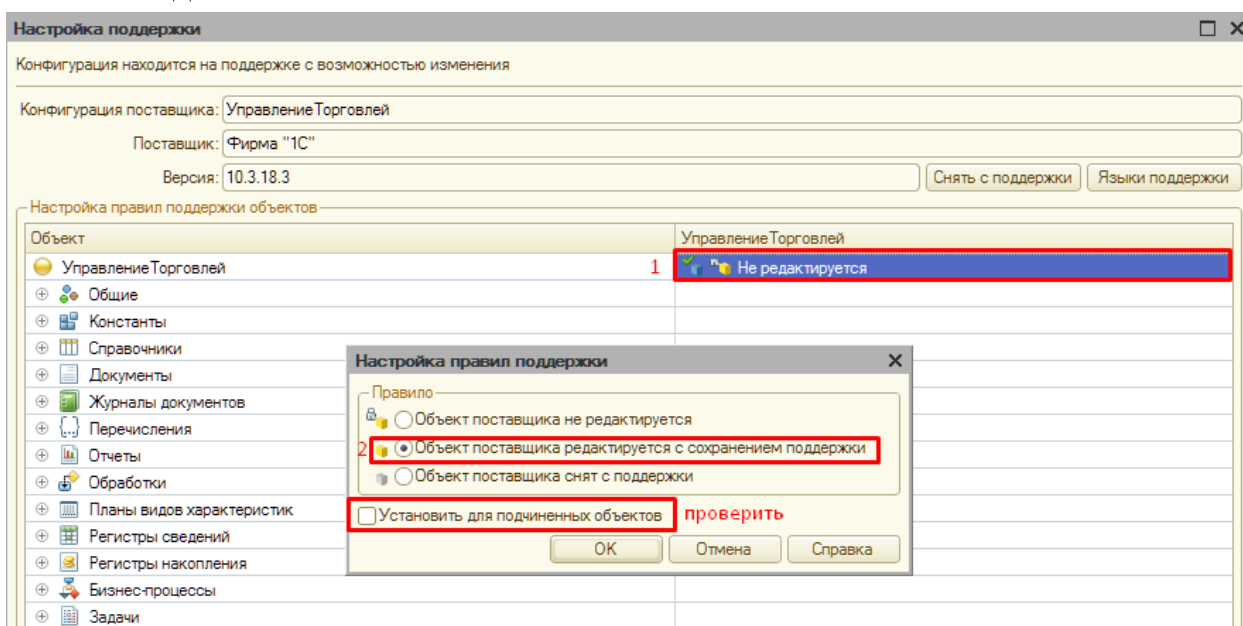 Настройка поддержки
Конфигурация находится на поддержке с возможностью изменения
Конфигурация поставщика: УправлениеТорговлей
Поставщик: Фирма "1С"
Версия: 10.3.18.3 Снять с поддержки Языки поддержки
Настройка правил поддержки объектов
Объект УправлениеТорговлей
УправлениеТорговлей 1 Не редактируется
Общие
Константы
Справочники
Документы
Журналы документов
Перечисления
Отчеты
Обработки
Планы видов характеристик
Регистры сведений
Регистры накопления
Бизнес-процессы
Задачи
Настройка правил поддержки
Правило
Объект поставщика не редактируется
2 Объект поставщика редактируется с сохранением поддержки
Объект поставщика снят с поддержки
Установить для подчиненных объектов проверить
OK Отмена Справка